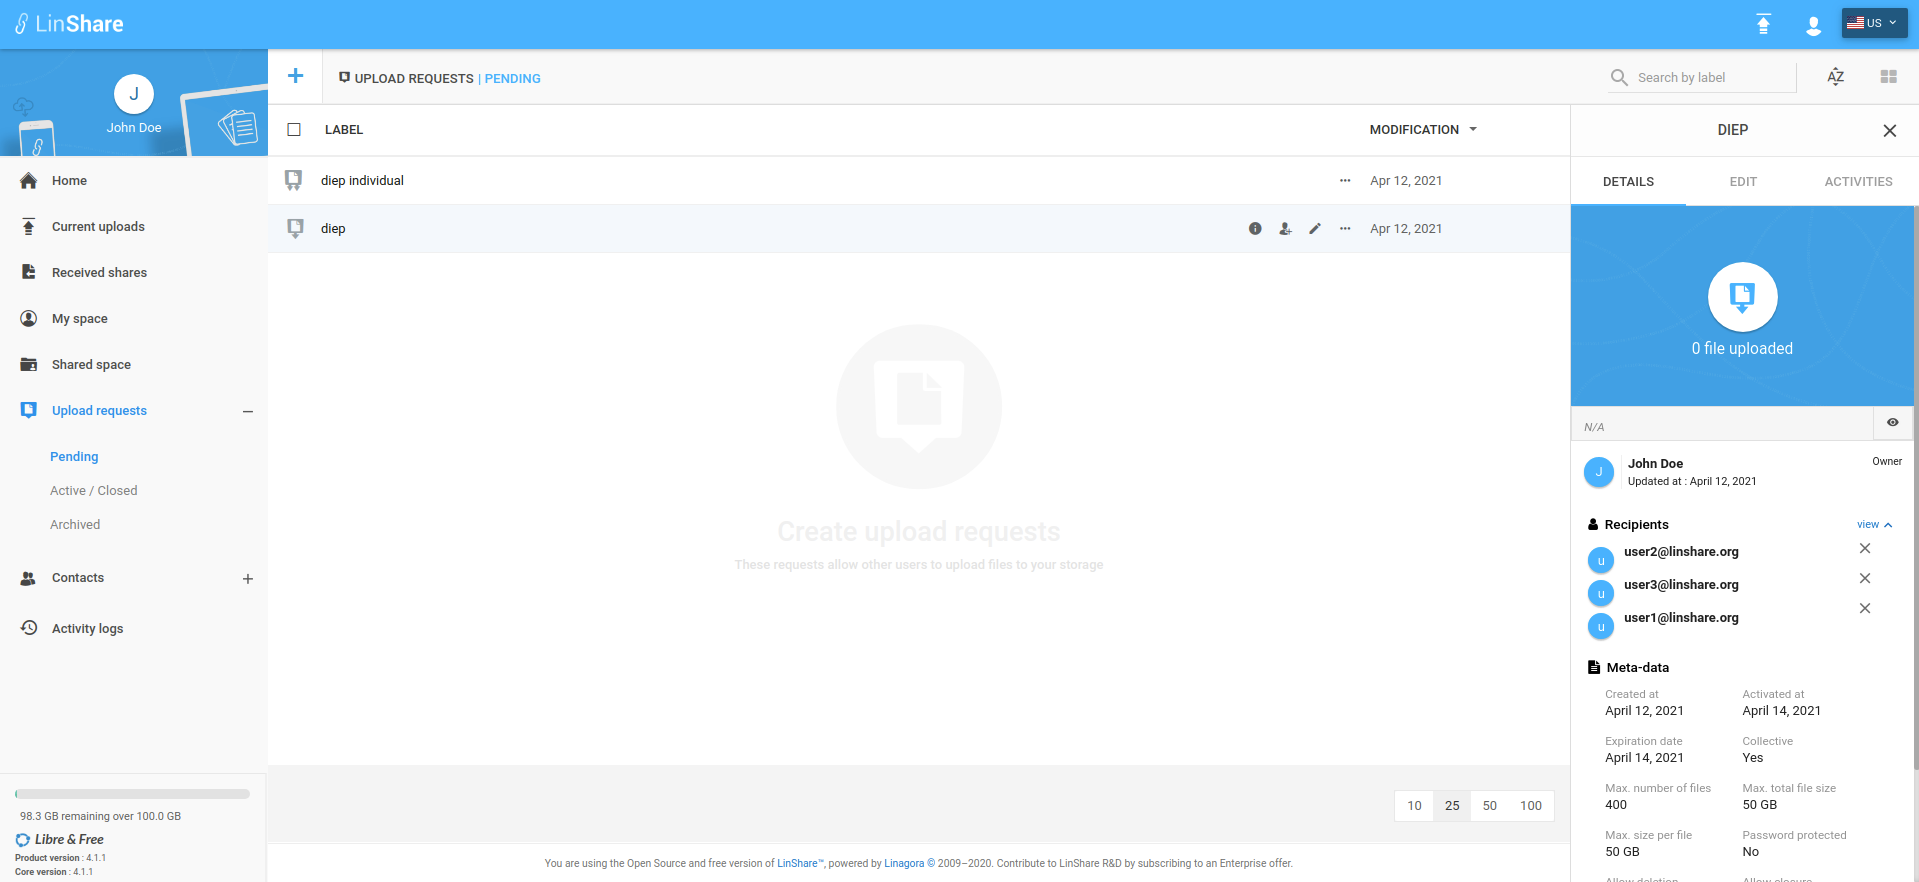 LinShare
US
J
John Doe
Home
Current uploads
Received shares
My space
Shared space
Upload requests
Pending
Active / Closed
Archived
Contacts
Activity logs
98.3 GB remaining over 100.0 GB
Libre & Free
Product version : 4.1.1
Core version : 4.1.1
UPLOAD REQUESTS | PENDING
Search by label
AZ
LABEL
MODIFICATION
diep individual
Apr 12, 2021
diep
Apr 12, 2021
Create upload requests
These requests allow other users to upload files to your storage
10 25 50 100
You are using the Open Source and free version of LinShare™, powered by Linagora © 2009–2020. Contribute to LinShare R&D by subscribing to an Enterprise offer.
DIEP
DETAILS EDIT ACTIVITIES
0 file uploaded
N/A
J
John Doe
Owner
Updated at : April 12, 2021
Recipients
view
u
user2@linshare.org
u
user3@linshare.org
u
user1@linshare.org
Meta-data
Created at Activated at
April 12, 2021 April 14, 2021
Expiration date Collective
April 14, 2021 Yes
Max. number of files Max. total file size
400 50 GB
Max. size per file Password protected
50 GB No
Allow deletion Allow closure